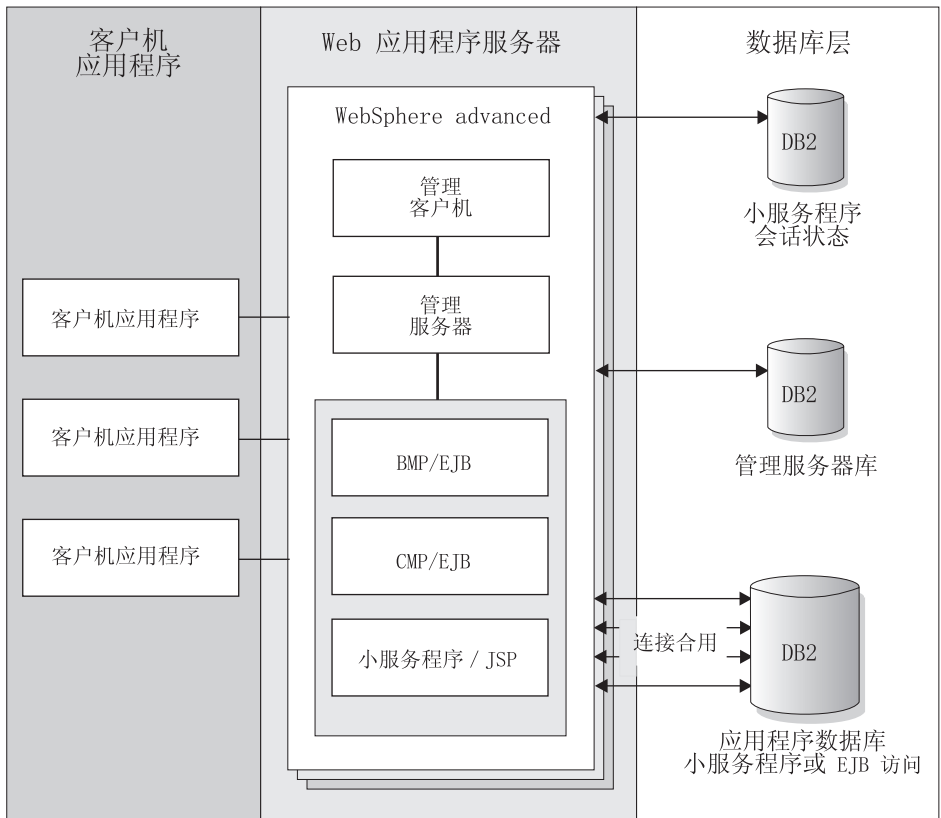 客户机
应用程序
Web 应用程序服务器
数据库层
WebSphere advanced
管理
客户机
管理
服务器
BMP/EJB
CMP/EJB
小服务程序 / JSP
客户机应用程序
客户机应用程序
客户机应用程序
DB2
小服务程序
会话状态
DB2
管理服务器库
连接合用
DB2
应用程序数据库
小服务程序或 EJB 访问